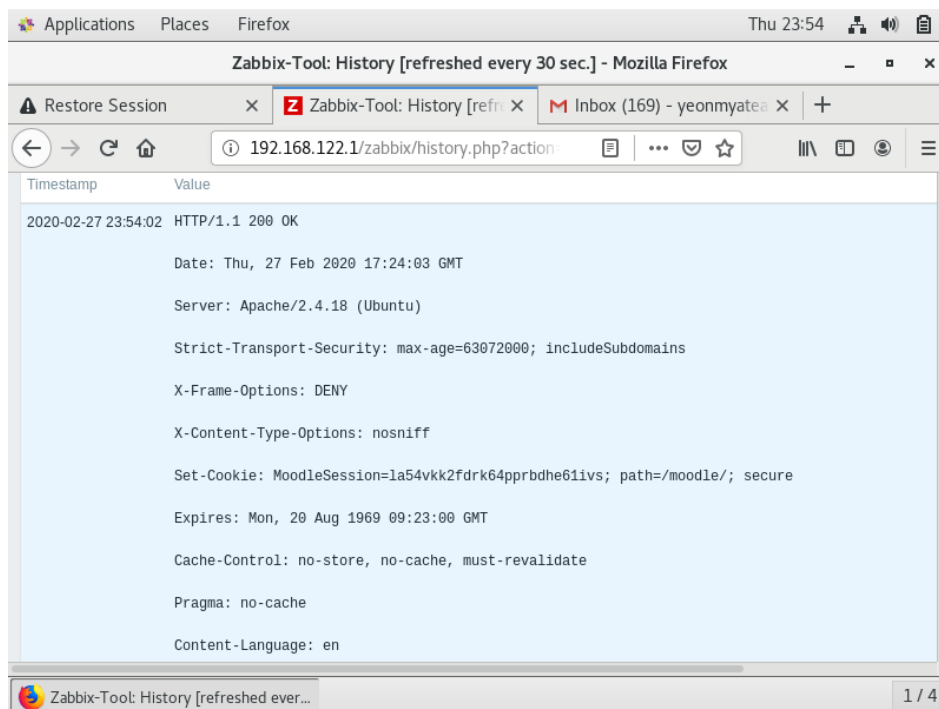 Applications Places Firefox Thu 23:54
Zabbix-Tool: History [refreshed every 30 sec.] - Mozilla Firefox
Restore Session Z Zabbix-Tool: History [refre Inbox (169) - yeonmyatea
192.168.122.1/zabbix/history.php?action=
Timestamp Value
2020-02-27 23:54:02 HTTP/1.1 200 OK
Date: Thu, 27 Feb 2020 17:24:03 GMT
Server: Apache/2.4.18 (Ubuntu)
Strict-Transport-Security: max-age=63072000; includeSubdomains
X-Frame-Options: DENY
X-Content-Type-Options: nosniff
Set-Cookie: MoodleSession=la54vkk2fdrk64pprbdhe61ivs; path=/moodle/; secure
Expires: Mon, 20 Aug 1969 09:23:00 GMT
Cache-Control: no-store, no-cache, must-revalidate
Pragma: no-cache
Content-Language: en
Zabbix-Tool: History [refreshed ever... 1 / 4